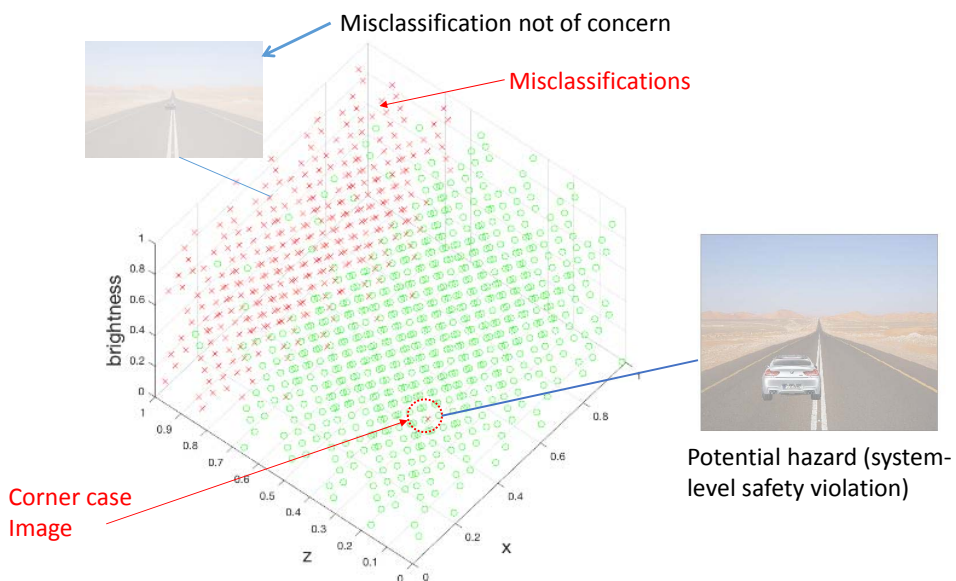 Misclassification not of concern
Misclassifications
1
0.8
0.6
0.4
0.2
0
brightness
1
0.9
0.8
0.7
0.6
0.5
0.4
0.3
0.2
0.1
0
z
0
0.2
0.4
0.6
0.8
1
x
Corner case
Image
Potential hazard (system-
level safety violation)